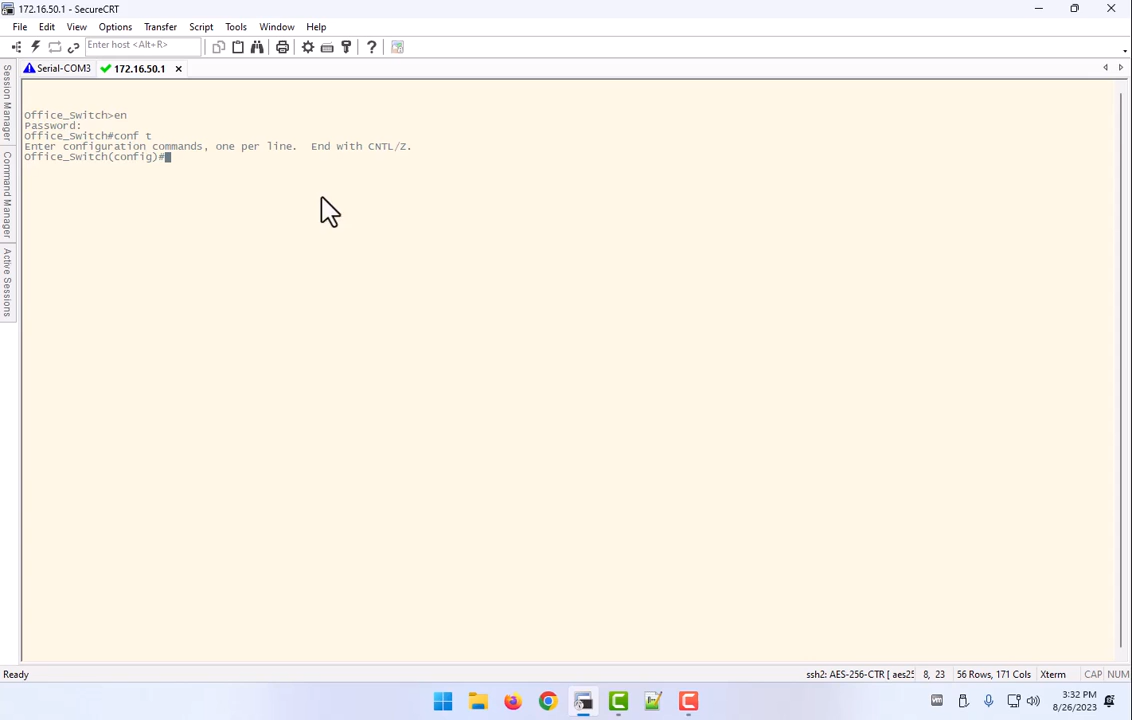 172.16.50.1 - SecureCRT
File Edit View Options Transfer Script Tools Window Help
Enter host <Alt+R>
Serial-COM3 172.16.50.1
Session Manager
Command Manager
Active Sessions
Office_Switch>en
Password:
Office_Switch#conf t
Enter configuration commands, one per line.  End with CNTL/Z.
Office_Switch(config)#
Ready ssh2: AES-256-CTR [ aes25 8, 23 56 Rows, 171 Cols Xterm CAP NUM
3:32 PM
8/26/2023